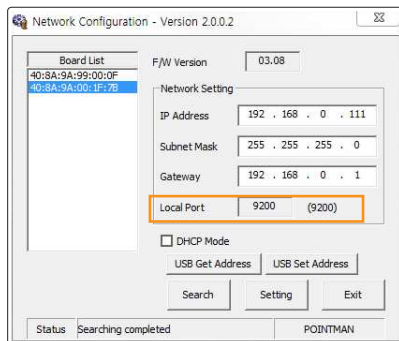 Network Configuration - Version 2.0.0.2
Board List
40:8A:9A:99:00:0F
40:8A:9A:00:1F:7B
F/W Version 03.08
Network Setting
IP Address 192 . 168 . 0 . 111
Subnet Mask 255 . 255 . 255 . 0
Gateway 192 . 168 . 0 . 1
Local Port 9200 (9200)
DHCP Mode
USB Get Address USB Set Address
Search Setting Exit
Status Searching completed POINTMAN